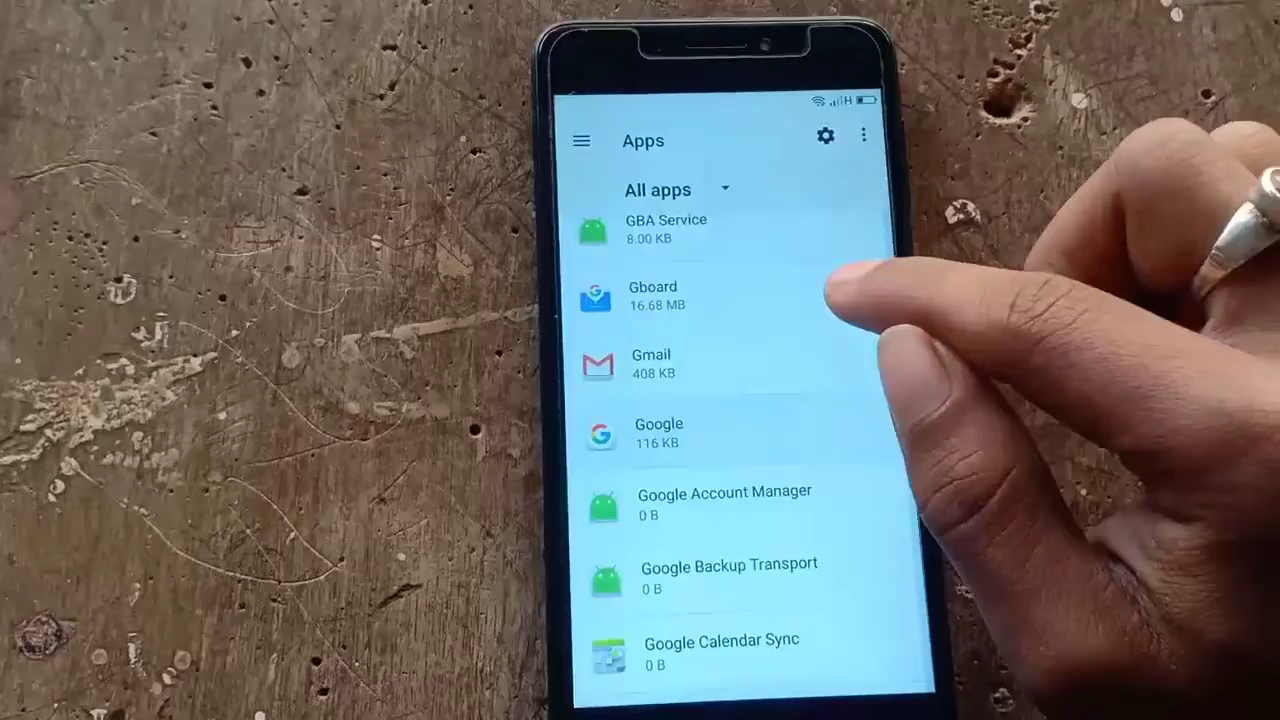 H
Apps
All apps
GBA Service
8.00 KB
Gboard
16.68 MB
Gmail
408 KB
Google
116 KB
Google Account Manager
0 B
Google Backup Transport
0 B
Google Calendar Sync
0 B